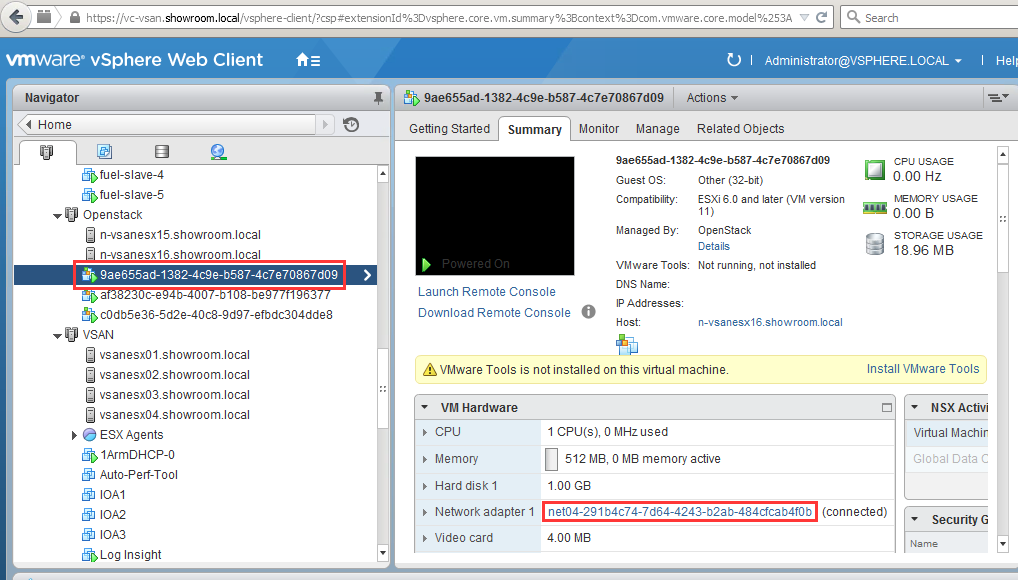 https://vc-vsan.showroom.local/vsphere-client/?csp#extensionId%3Dvsphere.core.vm.summary%3Bcontext%3Dcom.vmware.core.model%253A
Search
vmware® vSphere Web Client
Administrator@VSPHERE.LOCAL
Help
Navigator
Home
fuel-slave-4
fuel-slave-5
Openstack
n-vsanesx15.showroom.local
n-vsanesx16.showroom.local
9ae655ad-1382-4c9e-b587-4c7e70867d09
af38230c-e94b-4007-b108-be977f196377
c0db5e36-5d2e-40c8-9d97-efbdc304dde8
VSAN
vsanesx01.showroom.local
vsanesx02.showroom.local
vsanesx03.showroom.local
vsanesx04.showroom.local
ESX Agents
1ArmDHCP-0
Auto-Perf-Tool
IOA1
IOA2
IOA3
Log Insight
9ae655ad-1382-4c9e-b587-4c7e70867d09
Actions
Getting Started Summary Monitor Manage Related Objects
Powered On
Launch Remote Console
Download Remote Console
9ae655ad-1382-4c9e-b587-4c7e70867d09
Guest OS: Other (32-bit)
Compatibility: ESXi 6.0 and later (VM version
11)
Managed By: OpenStack
Details
VMware Tools: Not running, not installed
DNS Name:
IP Addresses:
Host: n-vsanesx16.showroom.local
CPU USAGE
0.00 Hz
MEMORY USAGE
0.00 B
STORAGE USAGE
18.96 MB
VMware Tools is not installed on this virtual machine.
Install VMware Tools
VM Hardware
CPU 1 CPU(s), 0 MHz used
Memory 512 MB, 0 MB memory active
Hard disk 1 1.00 GB
Network adapter 1 net04-291b4c74-7d64-4243-b2ab-484cfcab4f0b (connected)
Video card 4.00 MB
NSX Activi
Virtual Machin
Global Data C
Security G
Name